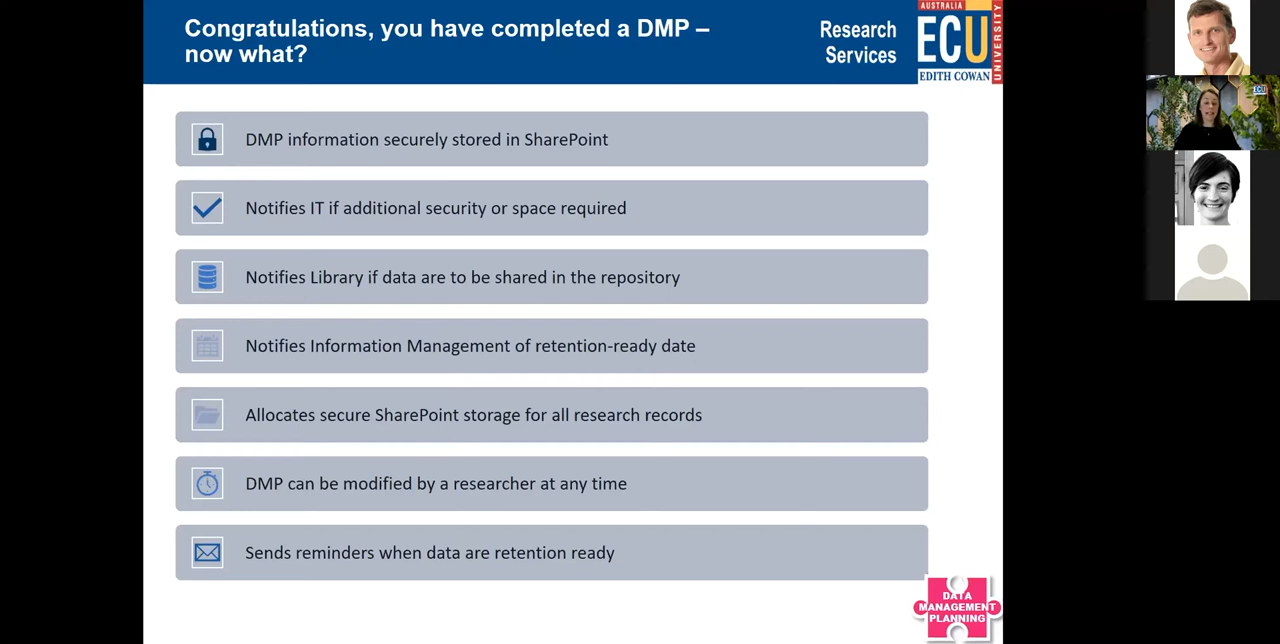 Congratulations, you have completed a DMP –
now what?
Research
Services
AUSTRALIA
ECU
EDITH COWAN
UNIVERSITY
ECU
DMP information securely stored in SharePoint
Notifies IT if additional security or space required
Notifies Library if data are to be shared in the repository
Notifies Information Management of retention-ready date
Allocates secure SharePoint storage for all research records
DMP can be modified by a researcher at any time
Sends reminders when data are retention ready
DATA
MANAGEMENT
PLANNING